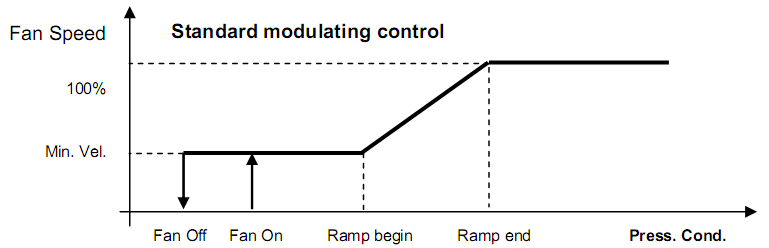 Fan Speed
Standard modulating control
100%
Min. Vel.
Fan Off Fan On Ramp begin Ramp end Press. Cond.